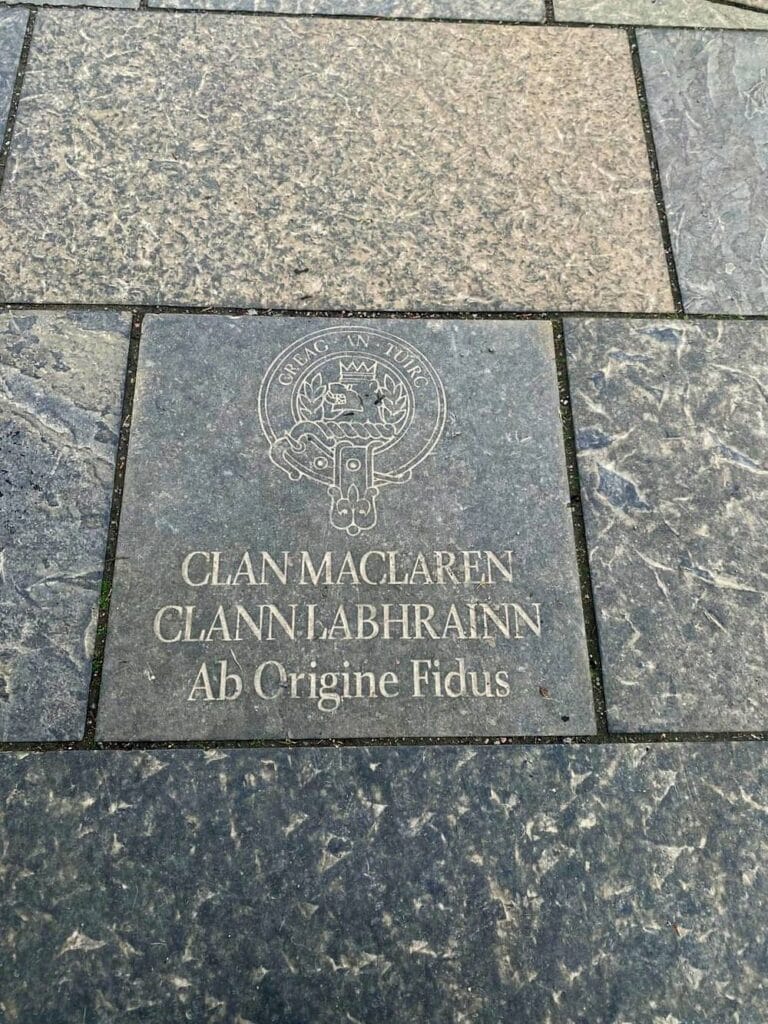 CREAG AN TUIRC
CLAN MACLAREN
CLANN LABHRAINN
Ab Origine Fidus